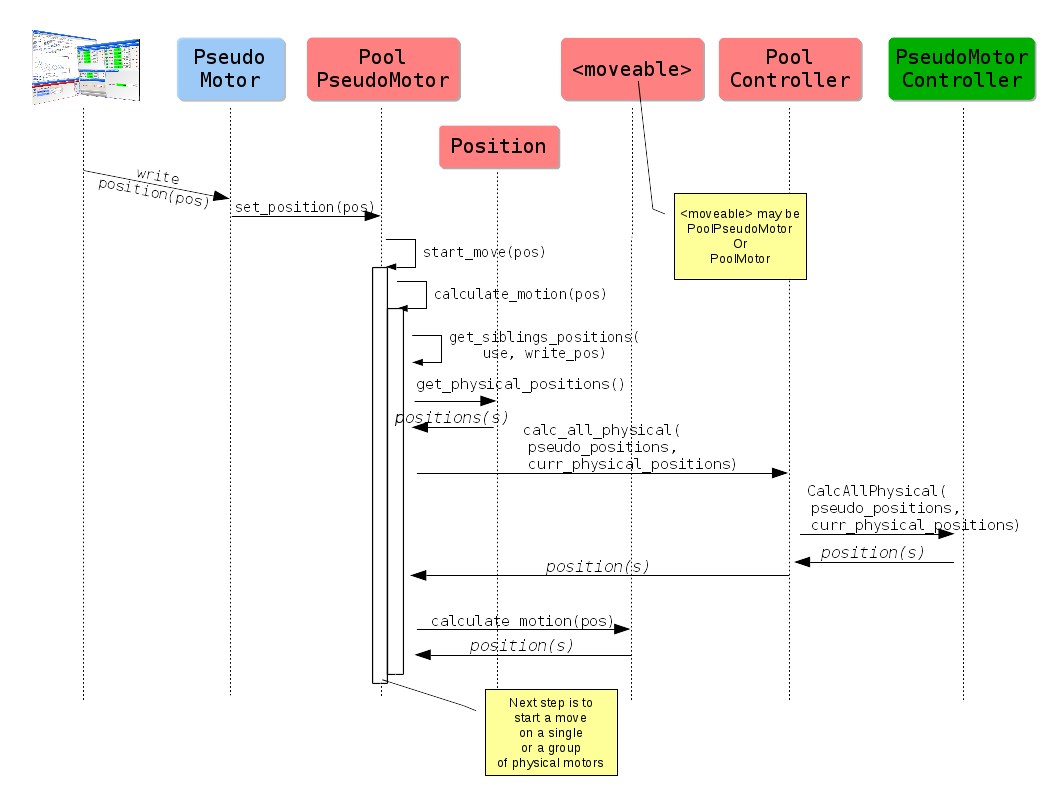 Pseudo
Motor
Pool
PseudoMotor
<moveable>
Pool
Controller
PseudoMotor
Controller
Position
write
position(pos)
set_position(pos)
<moveable> may be
PoolPseudoMotor
Or
PoolMotor
start_move(pos)
calculate_motion(pos)
get_siblings_positions(
use, write_pos)
get_physical_positions()
positions(s)
calc_all_physical(
pseudo_positions,
curr_physical_positions)
CalcAllPhysical(
pseudo_positions,
curr_physical_positions)
position(s)
position(s)
calculate motion(pos)
position(s)
Next step is to
start a move
on a single
or a group
of physical motors